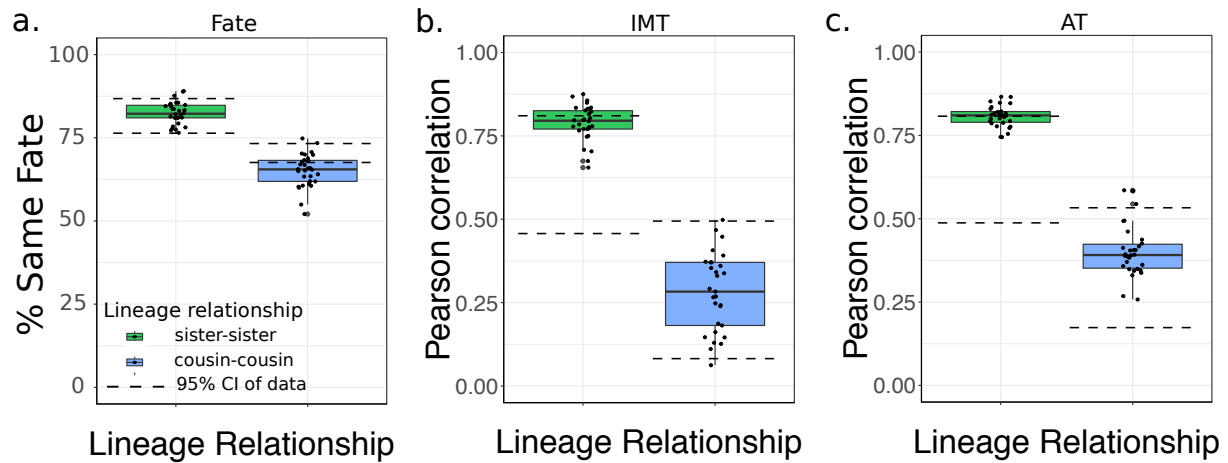 a.
Fate
% Same Fate
100
75
50
25
0
Lineage relationship
sister-sister
cousin-cousin
95% CI of data
Lineage Relationship
b.
IMT
Pearson correlation
1.00
0.75
0.50
0.25
0.00
Lineage Relationship
c.
AT
Pearson correlation
1.00
0.75
0.50
0.25
0.00
Lineage Relationship